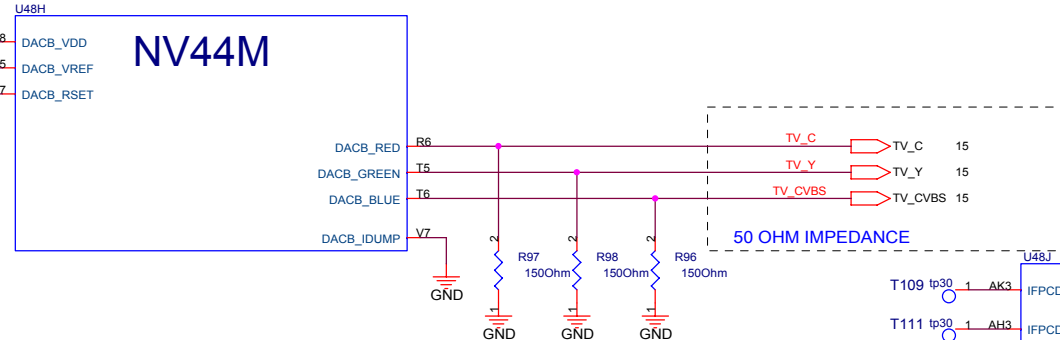 U48H
8 DACB_VDD
5 DACB_VREF
7 DACB_RSET
NV44M
DACB_RED R6 TV_C TV_C 15
DACB_GREEN T5 TV_Y TV_Y 15
DACB_BLUE T6 TV_CVBS TV_CVBS 15
DACB_IDUMP V7
50 OHM IMPEDANCE
2 2 2
R97 R98 R96
150Ohm 150Ohm 150Ohm
GND
1 1 1
GND GND GND
U48J
T109 tp30 1 AK3 IFPCD
T111 tp30 1 AH3 IFPCD